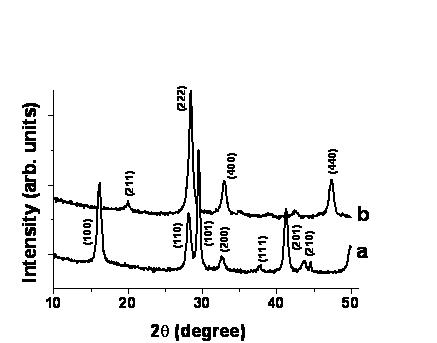 Intensity (arb. units)
(222)
(211)
(400)
(440)
b
(100)
(110)
(101)
(200)
(111)
(201)
(210)
a
10 20 30 40 50
2θ (degree)